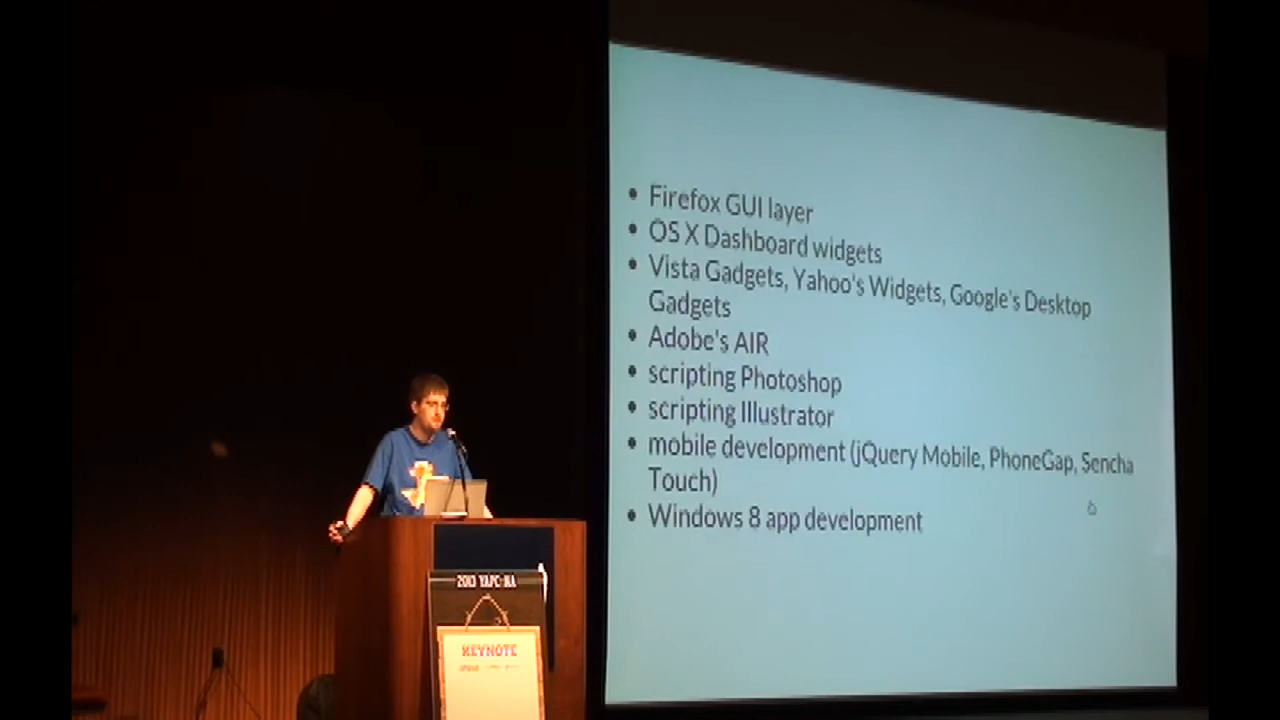 • Firefox GUI layer
• OS X Dashboard widgets
• Vista Gadgets, Yahoo's Widgets, Google's Desktop
Gadgets
• Adobe's AIR
• scripting Photoshop
• scripting Illustrator
• mobile development (jQuery Mobile, PhoneGap, Sencha
Touch)
• Windows 8 app development
2013 YAPC::NA
KEYNOTE